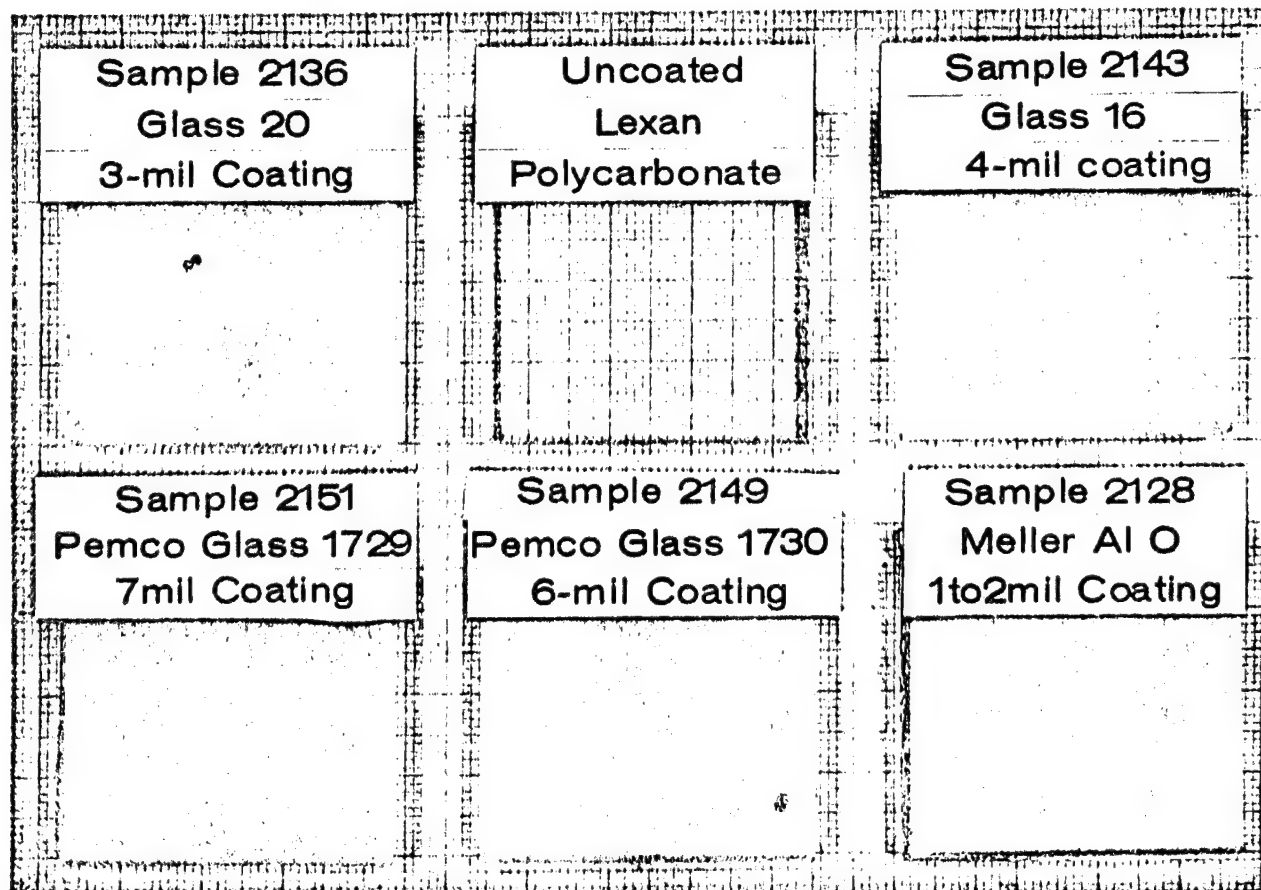 Sample 2136
Glass 20
3-mil Coating
Uncoated
Lexan
Polycarbonate
Sample 2143
Glass 16
4-mil coating
Sample 2151
Pemco Glass 1729
7mil Coating
Sample 2149
Pemco Glass 1730
6-mil Coating
Sample 2128
Meller Al O
1to2mil Coating